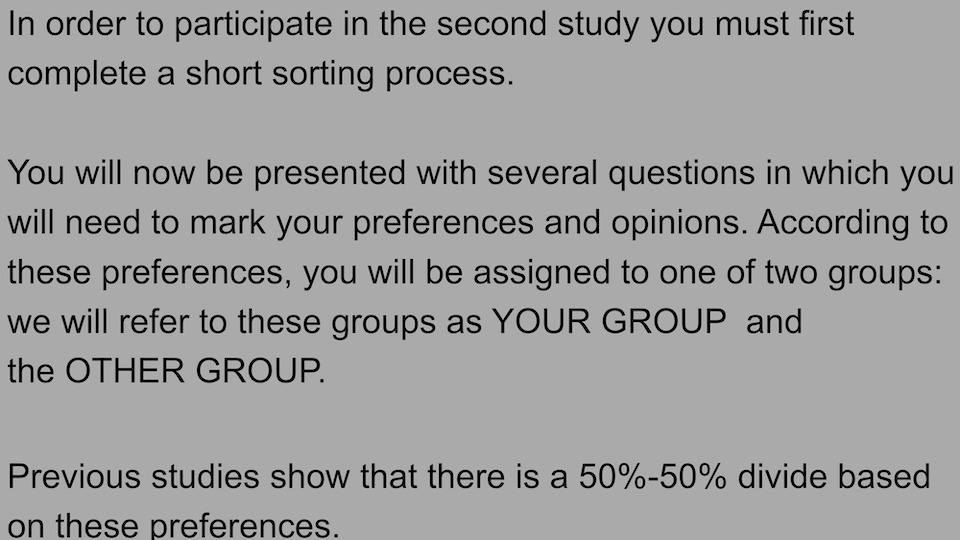 In order to participate in the second study you must first
complete a short sorting process.
You will now be presented with several questions in which you
will need to mark your preferences and opinions. According to
these preferences, you will be assigned to one of two groups:
we will refer to these groups as YOUR GROUP  and
the OTHER GROUP.
Previous studies show that there is a 50%-50% divide based
on these preferences.